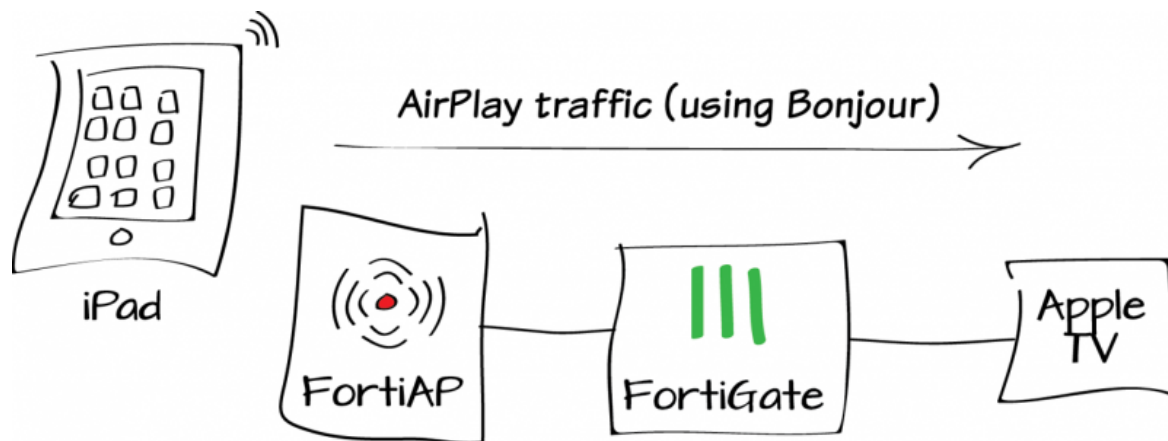 AirPlay traffic (using Bonjour)
iPad
FortiAP
FortiGate
Apple
TV